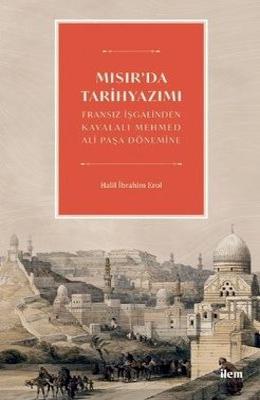 MISIR'DA
TARİHYAZIMI
FRANSIZ İŞGALİNDEN
KAVALALI MEHMED
ALİ PAŞA DÖNEMİNE
Halil İbrahim Erol
ilem